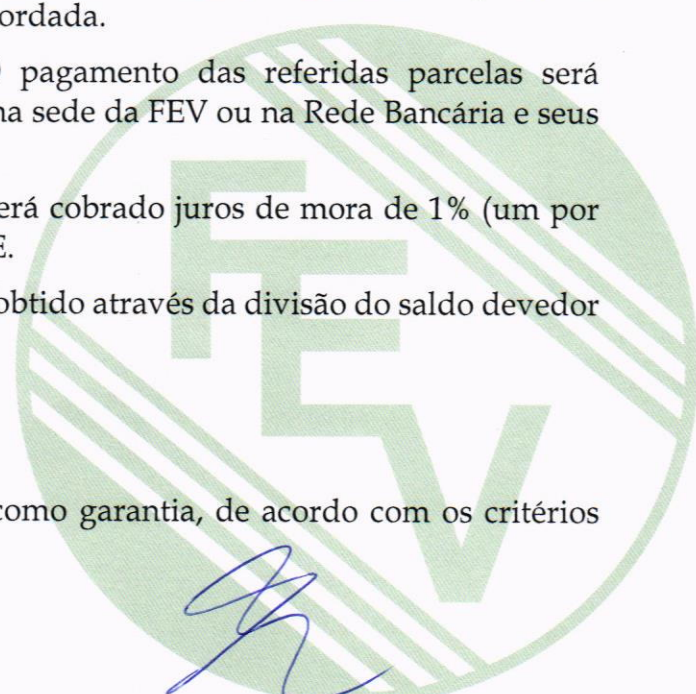 ordada.
pagamento das referidas parcelas será
na sede da FEV ou na Rede Bancária e seus
erá cobrado juros de mora de 1% (um por
E.
obtido através da divisão do saldo devedor
como garantia, de acordo com os critérios
FEV